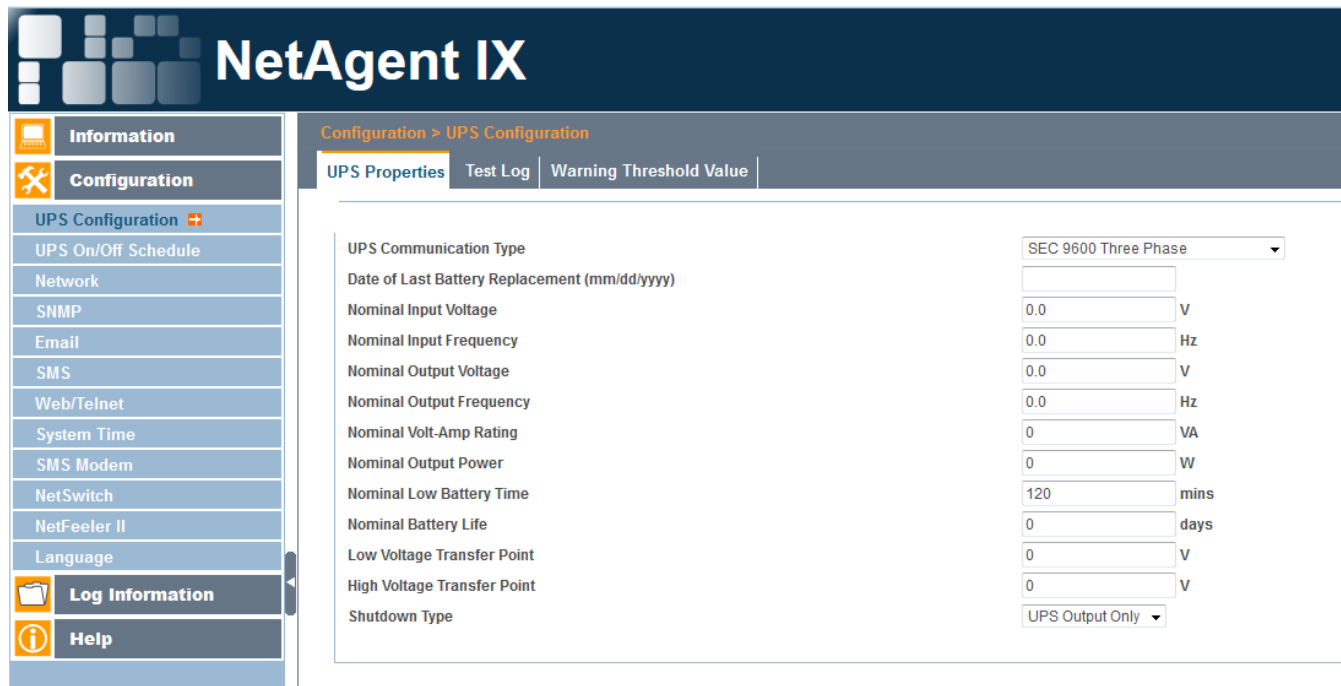 NetAgent IX
Information
Configuration
UPS Configuration
UPS On/Off Schedule
Network
SNMP
Email
SMS
Web/Telnet
System Time
SMS Modem
NetSwitch
NetFeeler II
Language
Log Information
Help
Configuration > UPS Configuration
UPS Properties Test Log Warning Threshold Value
UPS Communication Type SEC 9600 Three Phase
Date of Last Battery Replacement (mm/dd/yyyy)
Nominal Input Voltage 0.0 V
Nominal Input Frequency 0.0 Hz
Nominal Output Voltage 0.0 V
Nominal Output Frequency 0.0 Hz
Nominal Volt-Amp Rating 0 VA
Nominal Output Power 0 W
Nominal Low Battery Time 120 mins
Nominal Battery Life 0 days
Low Voltage Transfer Point 0 V
High Voltage Transfer Point 0 V
Shutdown Type UPS Output Only